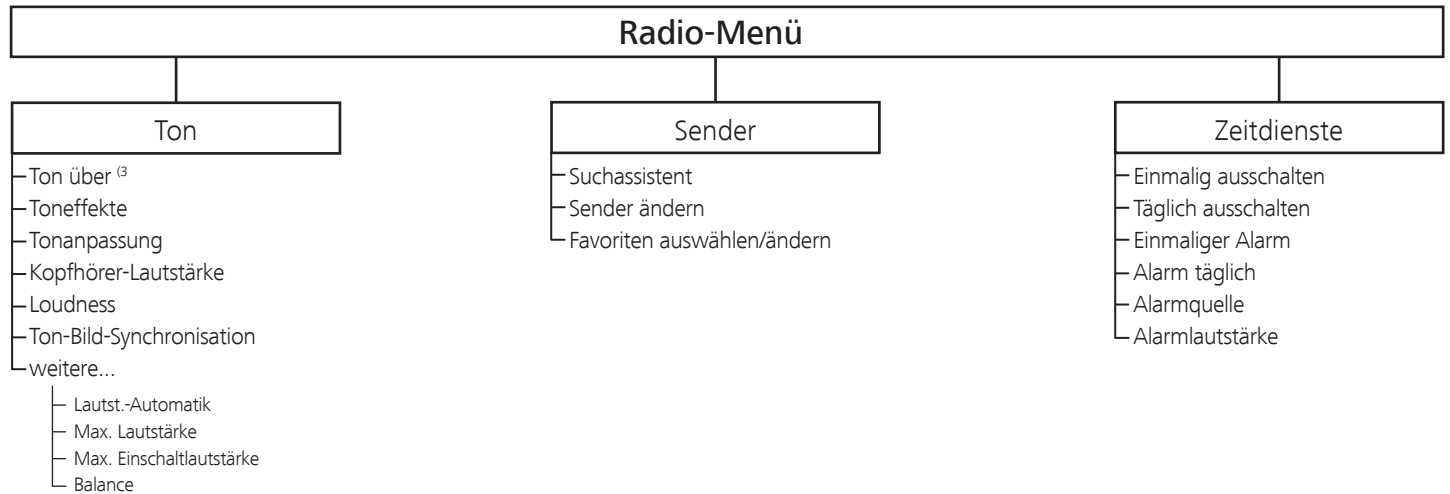 Radio-Menü
Ton
Ton über (3
Toneffekte
Tonanpassung
Kopfhörer-Lautstärke
Loudness
Ton-Bild-Synchronisation
weitere...
Lautst.-Automatik
Max. Lautstärke
Max. Einschaltlautstärke
Balance
Sender
Suchassistent
Sender ändern
Favoriten auswählen/ändern
Zeitdienste
Einmalig ausschalten
Täglich ausschalten
Einmaliger Alarm
Alarm täglich
Alarmquelle
Alarmlautstärke